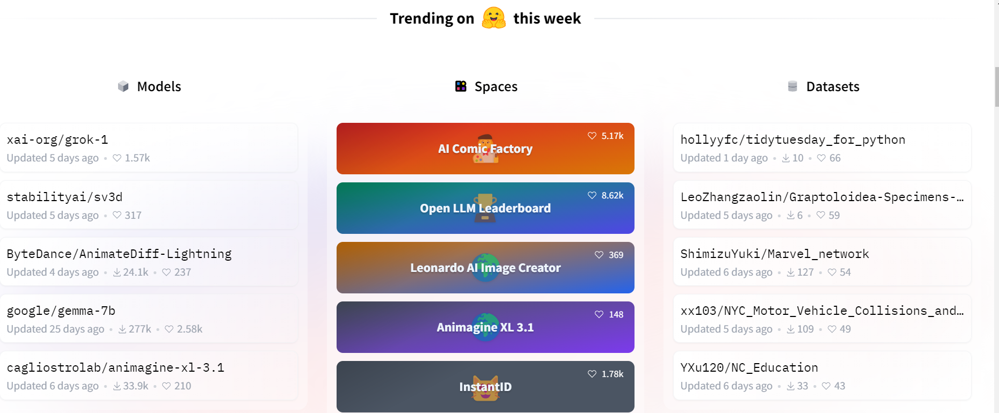 Trending on 🤗 this week
Models
xai-org/grok-1
Updated 5 days ago • 1.57k
stabilityai/sv3d
Updated 5 days ago • 317
ByteDance/AnimateDiff-Lightning
Updated 4 days ago • 24.1k • 237
google/gemma-7b
Updated 25 days ago • 277k • 2.58k
cagliostrolab/animagine-xl-3.1
Updated 6 days ago • 33.9k • 210
Spaces
5.17k
AI Comic Factory
8.62k
Open LLM Leaderboard
369
Leonardo AI Image Creator
148
Animagine XL 3.1
1.78k
InstantID
Datasets
hollyyfc/tidytuesday_for_python
Updated 1 day ago • 10 • 66
LeoZhangzaolin/Graptoloidea-Specimens-…
Updated 5 days ago • 6 • 59
ShimizuYuki/Marvel_network
Updated 6 days ago • 127 • 54
xx103/NYC_Motor_Vehicle_Collisions_and…
Updated 5 days ago • 109 • 49
YXu120/NC_Education
Updated 6 days ago • 33 • 43